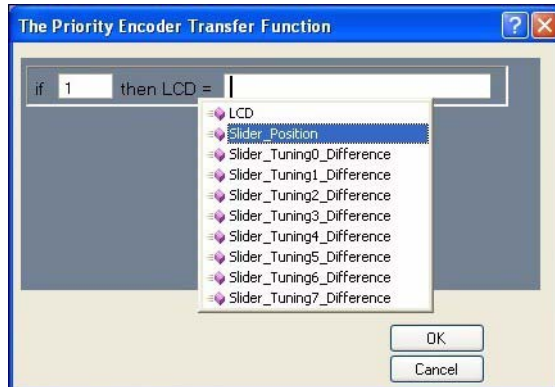 The Priority Encoder Transfer Function
if 1 then LCD =
LCD
Slider_Position
Slider_Tuning0_Difference
Slider_Tuning1_Difference
Slider_Tuning2_Difference
Slider_Tuning3_Difference
Slider_Tuning4_Difference
Slider_Tuning5_Difference
Slider_Tuning6_Difference
Slider_Tuning7_Difference
OK
Cancel